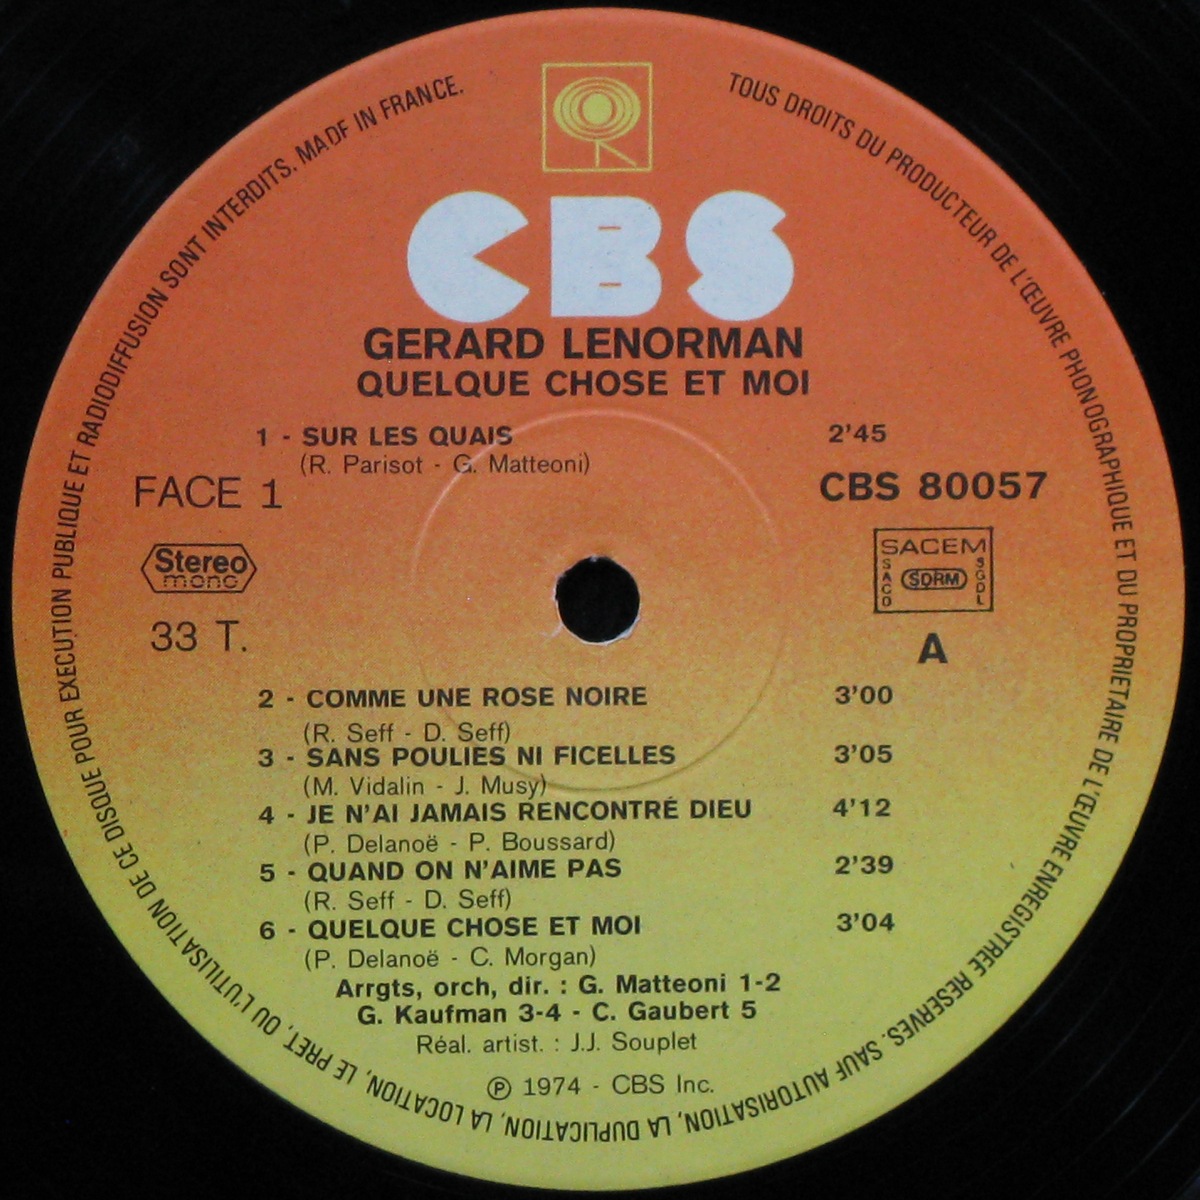 TOUS DROITS DU PRODUCTEUR DE L'ŒUVRE PHONOGRAPHIQUE ET DU PROPRIETAIRE DE L'ŒUVRE ENREGISTREE RESERVES. SAUF AUTORISATION, LA DUPLICATION, LA LOCATION, LE PRET, OU L'UTILISATION DE CE DISQUE POUR EXECUTION PUBLIQUE ET RADIODIFFUSION SONT INTERDITS. MADE IN FRANCE.
CBS
GERARD LENORMAN
QUELQUE CHOSE ET MOI
1 - SUR LES QUAIS 2'45
(R. Parisot - G. Matteoni)
FACE 1 CBS 80057
Stereo
mono
SACEM
SACD SDRM SGDL
33 T. A
2 - COMME UNE ROSE NOIRE 3'00
(R. Seff - D. Seff)
3 - SANS POULIES NI FICELLES 3'05
(M. Vidalin - J. Musy)
4 - JE N'AI JAMAIS RENCONTRÉ DIEU 4'12
(P. Delanoë - P. Boussard)
5 - QUAND ON N'AIME PAS 2'39
(R. Seff - D. Seff)
6 - QUELQUE CHOSE ET MOI 3'04
(P. Delanoë - C. Morgan)
Arrgts, orch, dir. : G. Matteoni 1-2
G. Kaufman 3-4 - C. Gaubert 5
Réal. artist. : J.J. Souplet
℗ 1974 - CBS Inc.